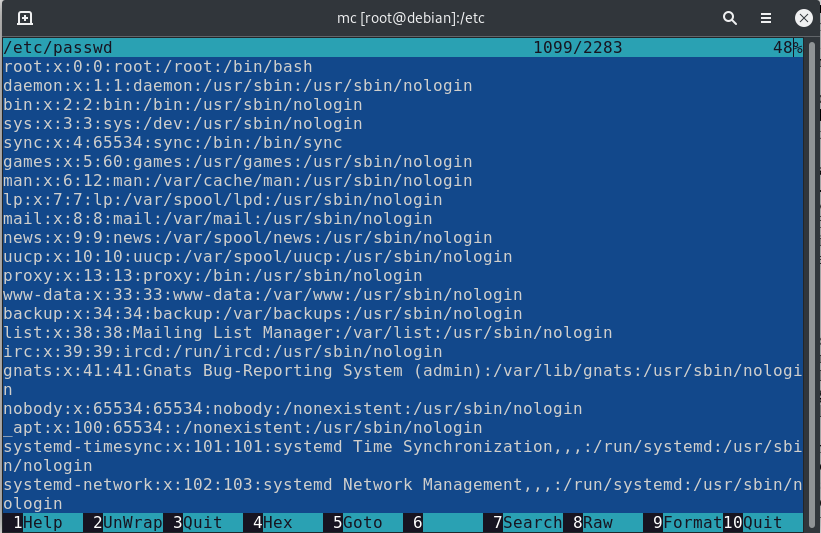 mc [root@debian]:/etc
/etc/passwd 1099/2283 48%
root:x:0:0:root:/root:/bin/bash
daemon:x:1:1:daemon:/usr/sbin:/usr/sbin/nologin
bin:x:2:2:bin:/bin:/usr/sbin/nologin
sys:x:3:3:sys:/dev:/usr/sbin/nologin
sync:x:4:65534:sync:/bin:/bin/sync
games:x:5:60:games:/usr/games:/usr/sbin/nologin
man:x:6:12:man:/var/cache/man:/usr/sbin/nologin
lp:x:7:7:lp:/var/spool/lpd:/usr/sbin/nologin
mail:x:8:8:mail:/var/mail:/usr/sbin/nologin
news:x:9:9:news:/var/spool/news:/usr/sbin/nologin
uucp:x:10:10:uucp:/var/spool/uucp:/usr/sbin/nologin
proxy:x:13:13:proxy:/bin:/usr/sbin/nologin
www-data:x:33:33:www-data:/var/www:/usr/sbin/nologin
backup:x:34:34:backup:/var/backups:/usr/sbin/nologin
list:x:38:38:Mailing List Manager:/var/list:/usr/sbin/nologin
irc:x:39:39:ircd:/run/ircd:/usr/sbin/nologin
gnats:x:41:41:Gnats Bug-Reporting System (admin):/var/lib/gnats:/usr/sbin/nologi
n
nobody:x:65534:65534:nobody:/nonexistent:/usr/sbin/nologin
_apt:x:100:65534::/nonexistent:/usr/sbin/nologin
systemd-timesync:x:101:101:systemd Time Synchronization,,,:/run/systemd:/usr/sbi
n/nologin
systemd-network:x:102:103:systemd Network Management,,,:/run/systemd:/usr/sbin/n
ologin
1Help 2UnWrap 3Quit 4Hex 5Goto 6 7Search 8Raw 9Format 10Quit